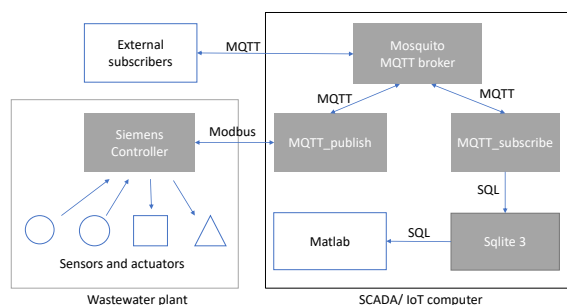 External
subscribers
MQTT
Mosquito
MQTT broker
MQTT
MQTT
Siemens
Controller
Modbus
MQTT_publish
MQTT_subscribe
SQL
Matlab
SQL
Sqlite 3
Sensors and actuators
Wastewater plant
SCADA/ IoT computer